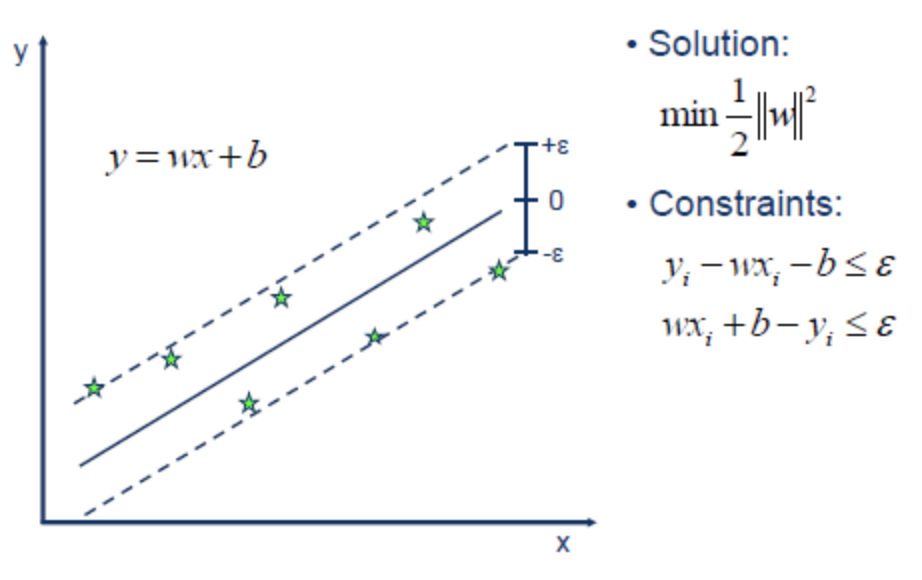 y
y = wx + b
+ε
0
-ε
x
• Solution:
min 1/2 ‖w‖²
• Constraints:
yᵢ − wxᵢ − b ≤ ε
wxᵢ + b − yᵢ ≤ ε